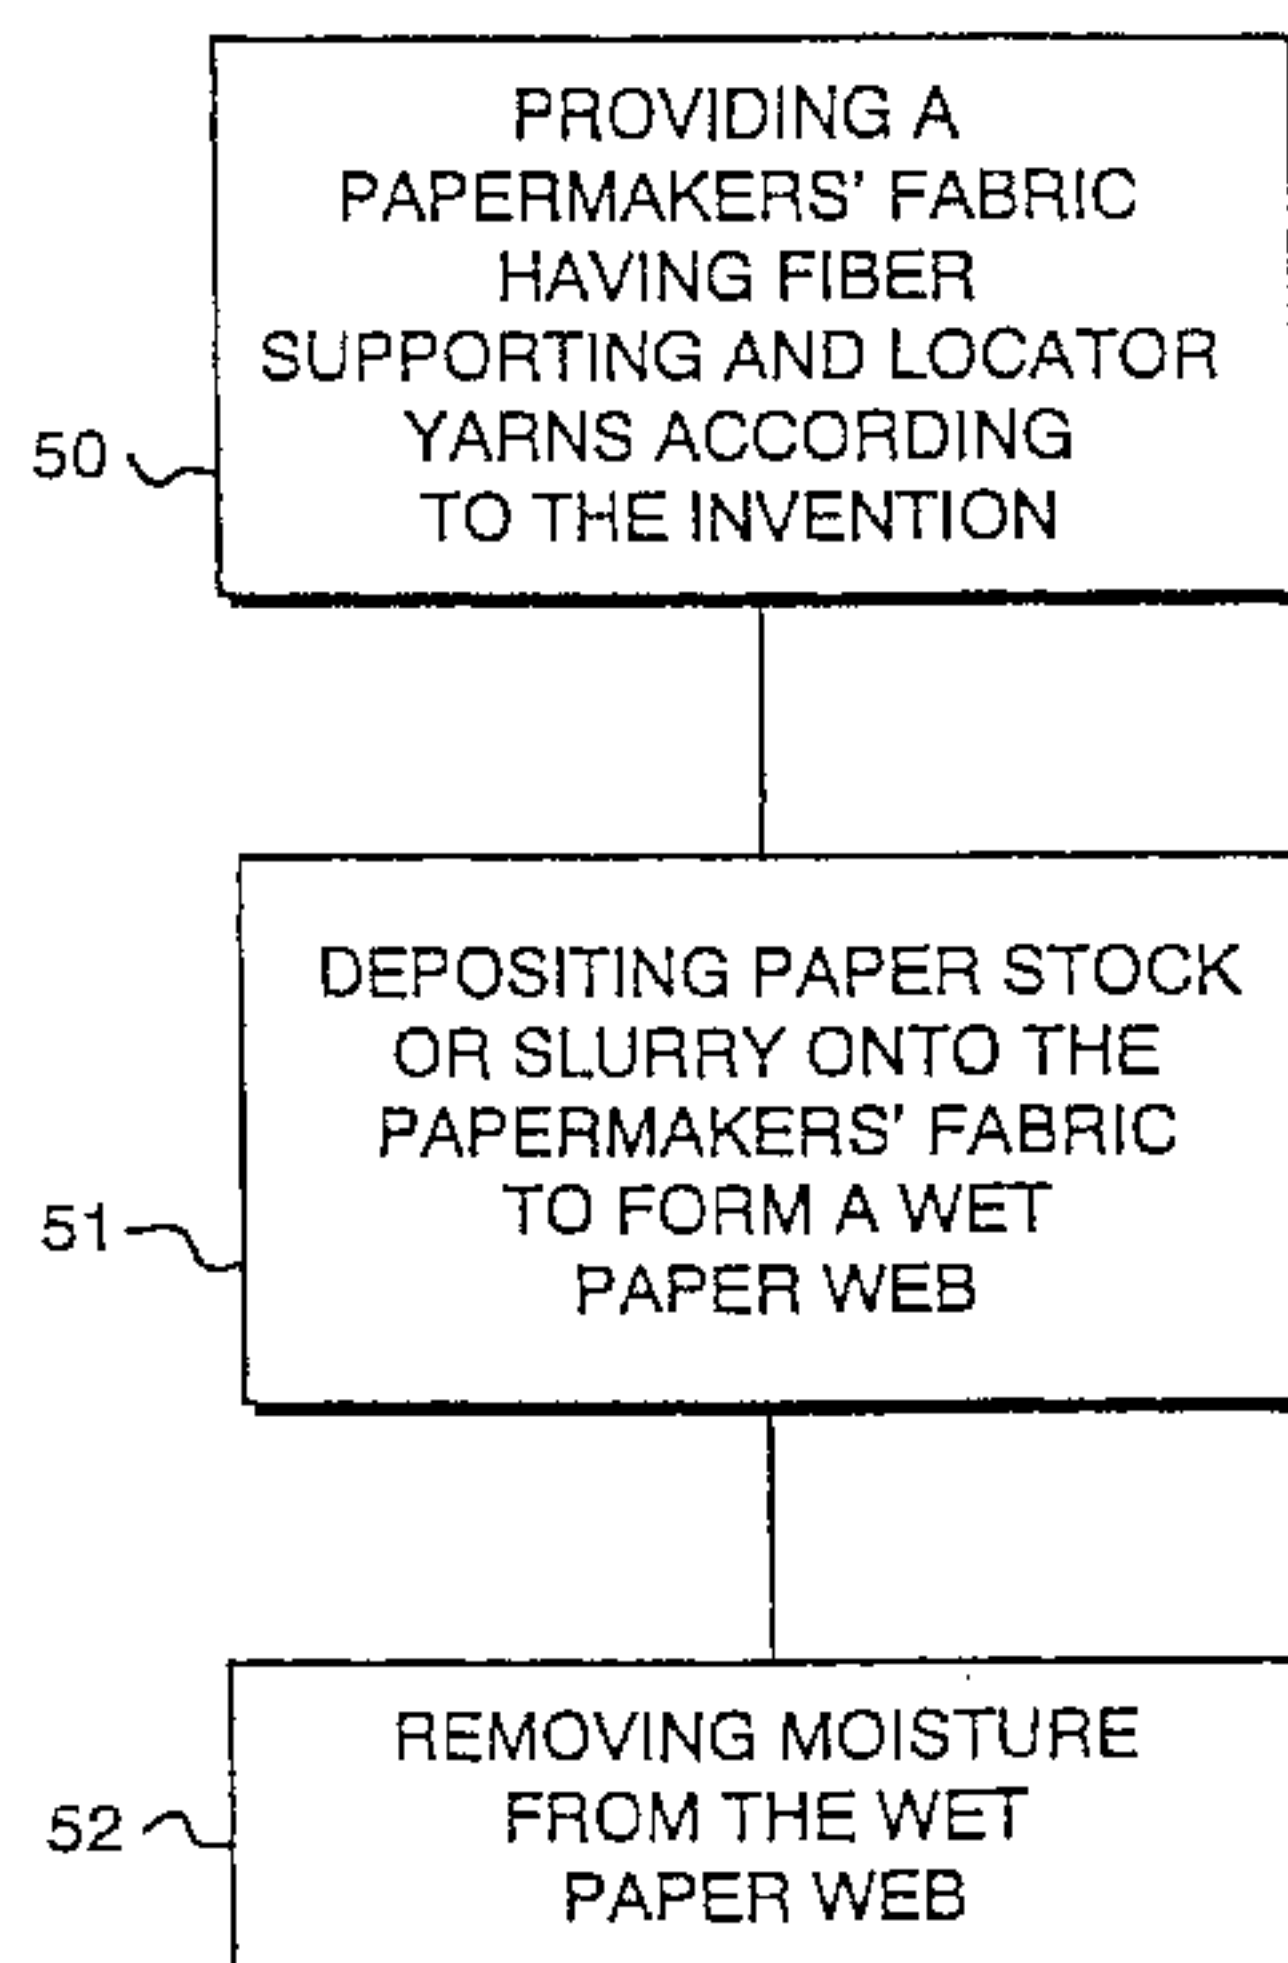 PROVIDING A
PAPERMAKERS' FABRIC
HAVING FIBER
SUPPORTING AND LOCATOR
YARNS ACCORDING
TO THE INVENTION
50
DEPOSITING PAPER STOCK
OR SLURRY ONTO THE
PAPERMAKERS' FABRIC
TO FORM A WET
PAPER WEB
51
REMOVING MOISTURE
FROM THE WET
PAPER WEB
52